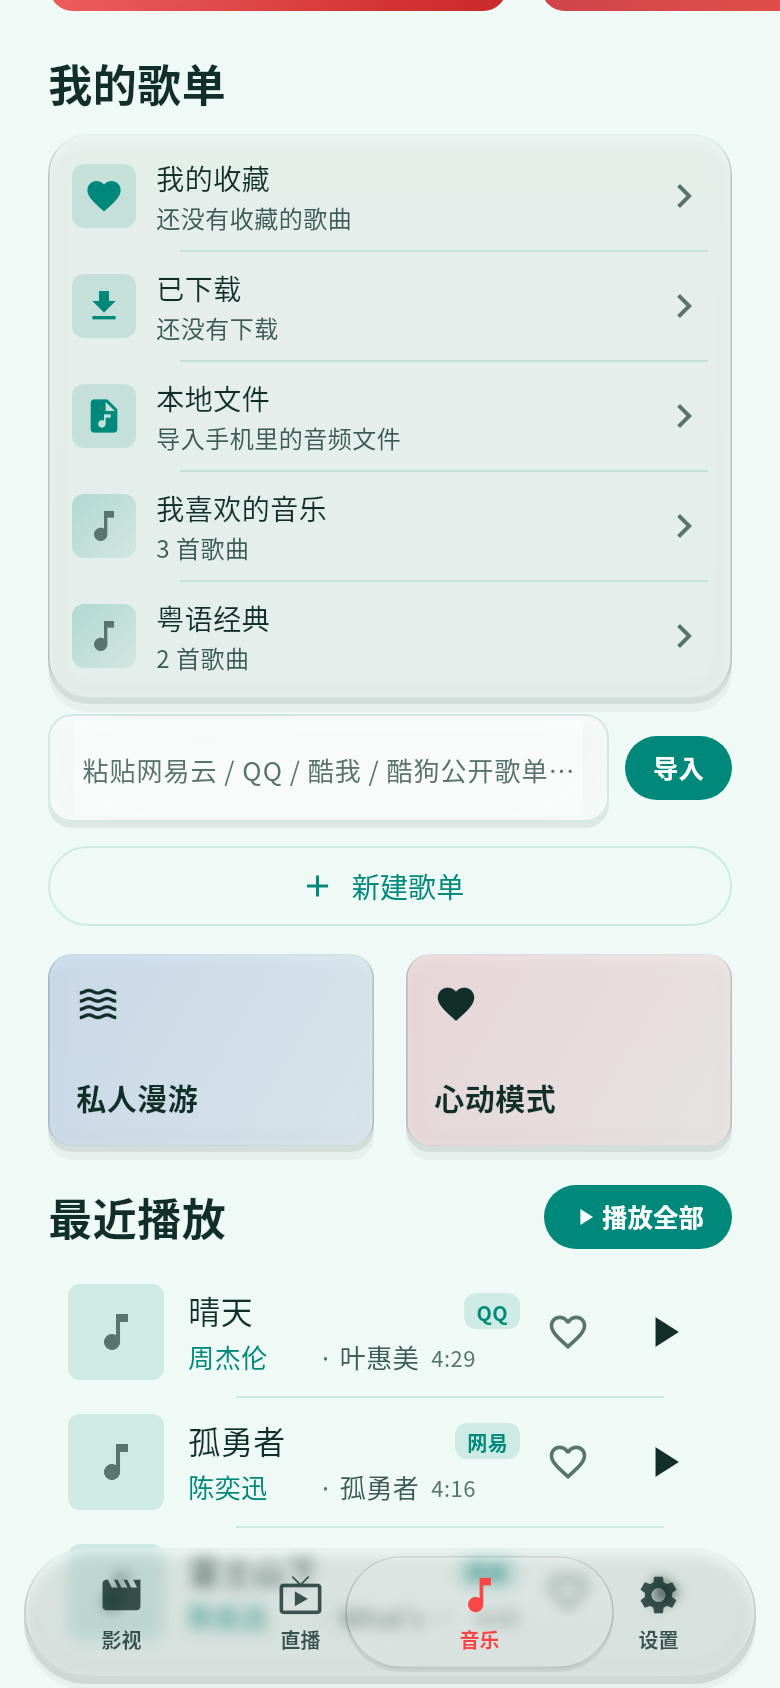 我的歌单
我的收藏
还没有收藏的歌曲
已下载
还没有下载
本地文件
导入手机里的音频文件
我喜欢的音乐
3 首歌曲
粤语经典
2 首歌曲
粘贴网易云 / QQ / 酷我 / 酷狗公开歌单…
导入
新建歌单
私人漫游
心动模式
最近播放
播放全部
晴天
QQ
周杰伦 · 叶惠美 4:29
孤勇者
网易
陈奕迅 · 孤勇者 4:16
影视
直播
音乐
设置